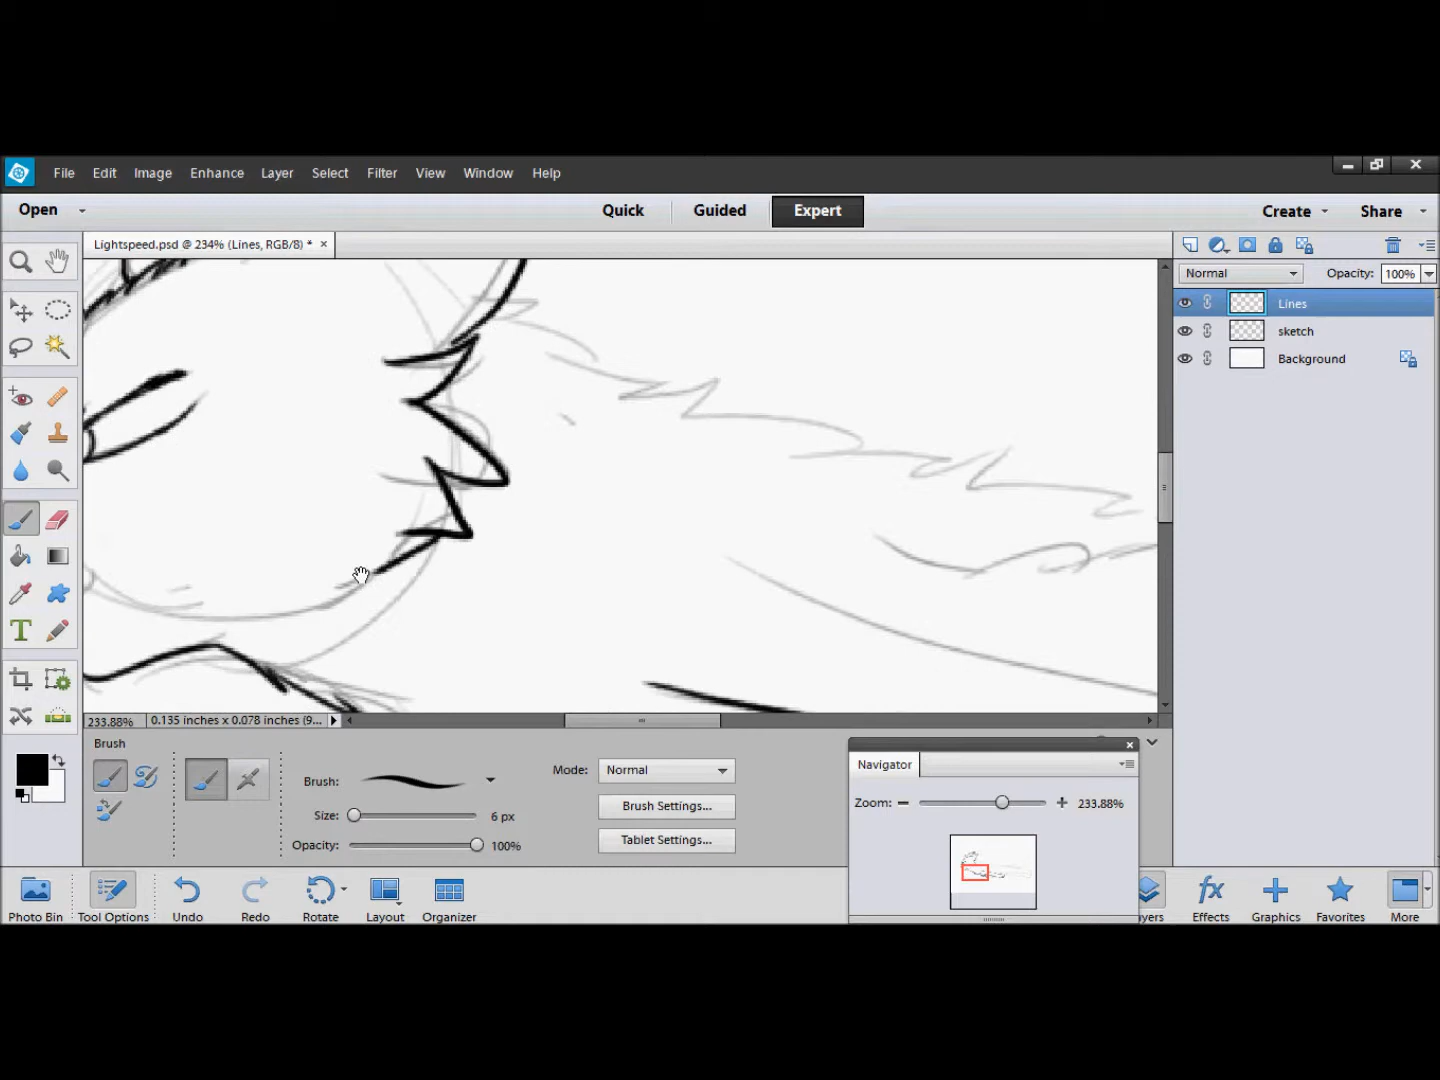 File Edit Image Enhance Layer Select Filter View Window Help
Open Quick Guided Expert Create Share
Lightspeed.psd @ 234% (Lines, RGB/8) * ×
Normal Opacity: 100%
Lines
sketch
Background
T
233.88% 0.135 inches x 0.078 inches (9...
Brush
Brush: Mode: Normal
Size: 6 px Brush Settings...
Opacity: 100% Tablet Settings...
Navigator
Zoom: 233.88%
Photo Bin Tool Options Undo Redo Rotate Layout Organizer yers Effects Graphics Favorites More
fx